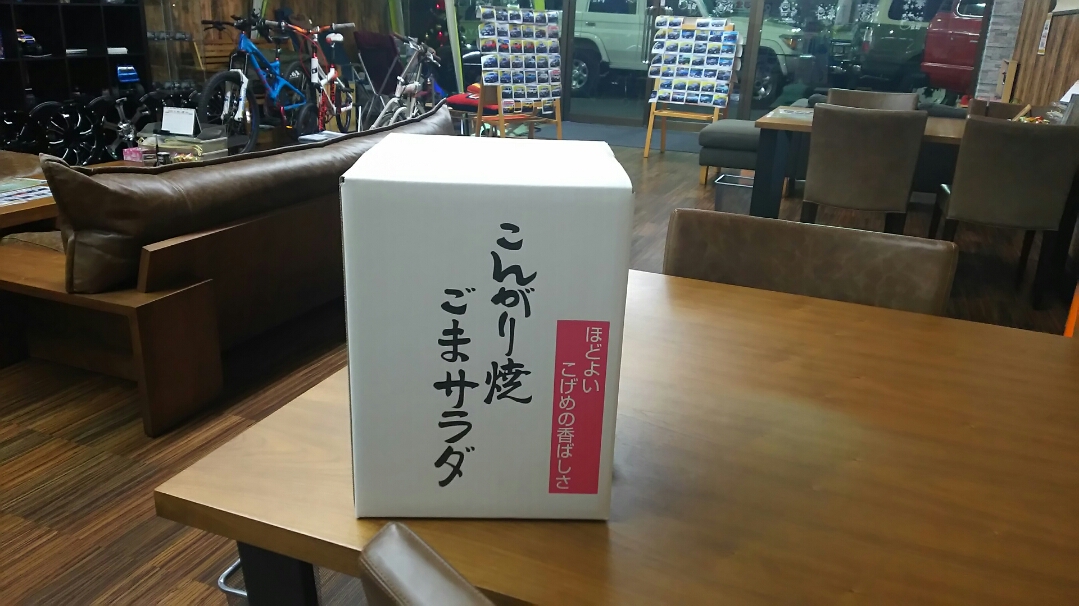 ほどよい
こげめの香ばしさ
こんがり焼
ごまサラダ